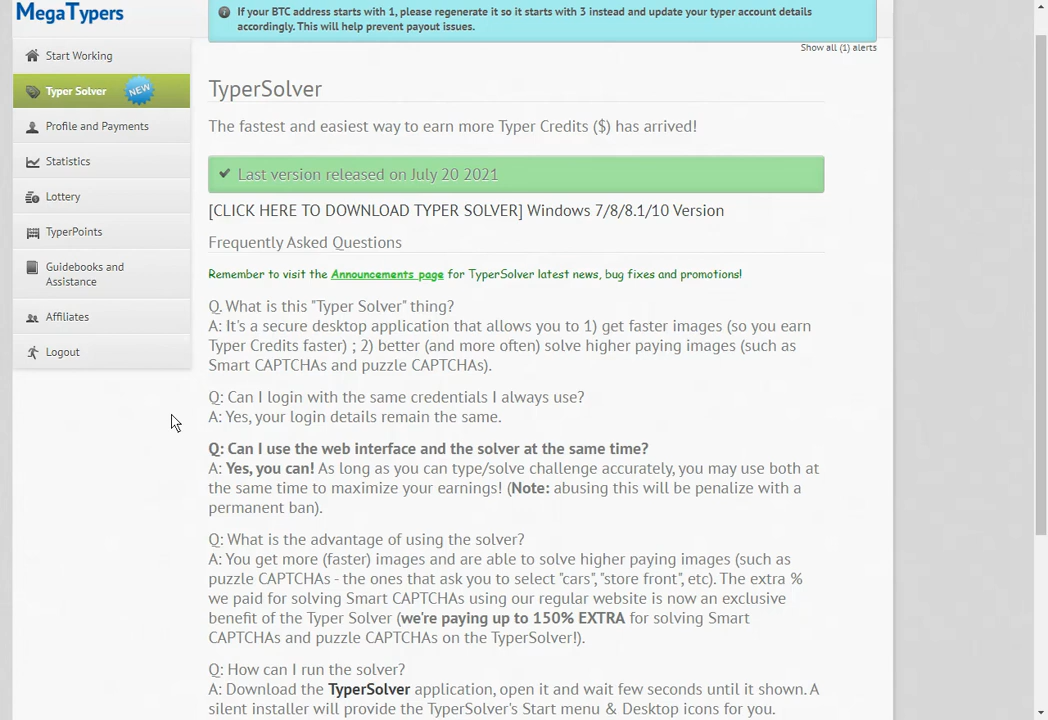 MegaTypers
If your BTC address starts with 1, please regenerate it so it starts with 3 instead and update your typer account details
accordingly. This will help prevent payout issues.
Show all (1) alerts
Start Working
Typer Solver NEW
Profile and Payments
Statistics
Lottery
TyperPoints
Guidebooks and
Assistance
Affiliates
Logout
TyperSolver
The fastest and easiest way to earn more Typer Credits ($) has arrived!
Last version released on July 20 2021
[CLICK HERE TO DOWNLOAD TYPER SOLVER] Windows 7/8/8.1/10 Version
Frequently Asked Questions
Remember to visit the Announcements page for TyperSolver latest news, bug fixes and promotions!
Q. What is this "Typer Solver" thing?
A: It's a secure desktop application that allows you to 1) get faster images (so you earn
Typer Credits faster) ; 2) better (and more often) solve higher paying images (such as
Smart CAPTCHAs and puzzle CAPTCHAs).
Q: Can I login with the same credentials I always use?
A: Yes, your login details remain the same.
Q: Can I use the web interface and the solver at the same time?
A: Yes, you can! As long as you can type/solve challenge accurately, you may use both at
the same time to maximize your earnings! (Note: abusing this will be penalize with a
permanent ban).
Q: What is the advantage of using the solver?
A: You get more (faster) images and are able to solve higher paying images (such as
puzzle CAPTCHAs - the ones that ask you to select "cars", "store front", etc). The extra %
we paid for solving Smart CAPTCHAs using our regular website is now an exclusive
benefit of the Typer Solver (we're paying up to 150% EXTRA for solving Smart
CAPTCHAs and puzzle CAPTCHAs on the TyperSolver!).
Q: How can I run the solver?
A: Download the TyperSolver application, open it and wait few seconds until it shown. A
silent installer will provide the TyperSolver's Start menu & Desktop icons for you.